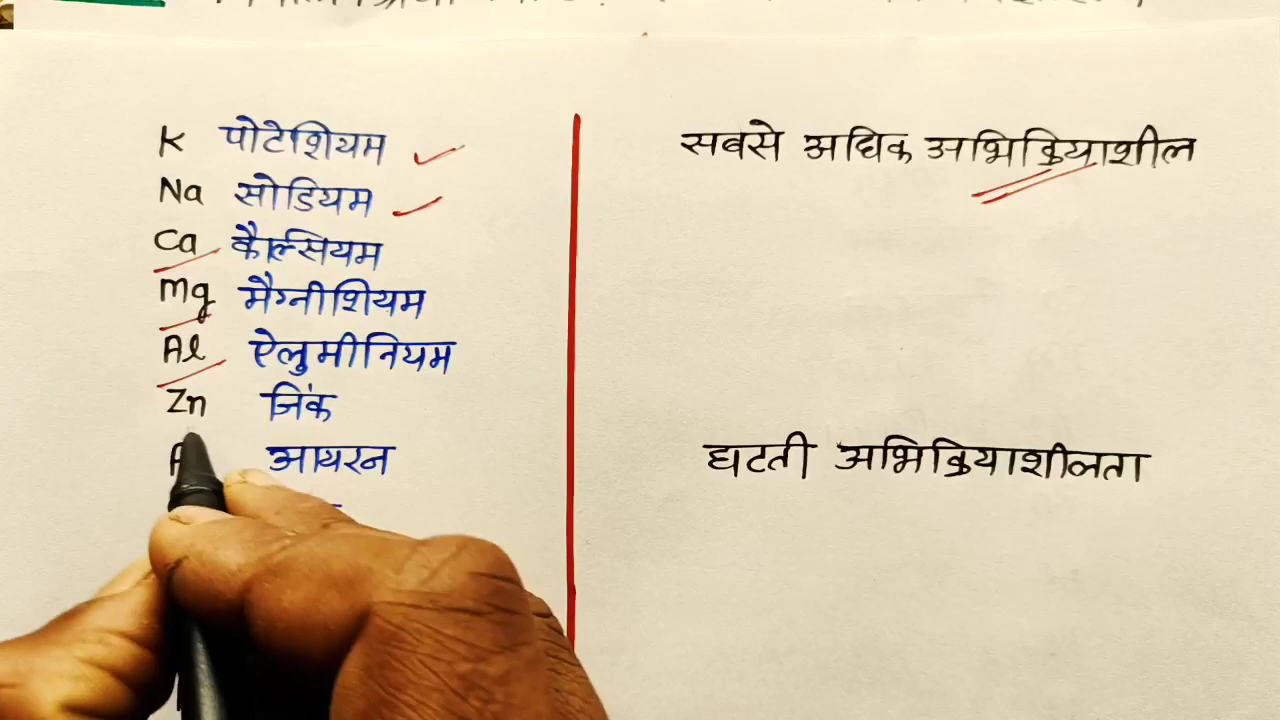 K पोटेशियम
Na सोडियम
Ca कैल्सियम
Mg मैग्नीशियम
Al ऐलुमीनियम
Zn जिंक
आयरन
सबसे अधिक अभिक्रियाशील
घटती अभिक्रियाशीलता